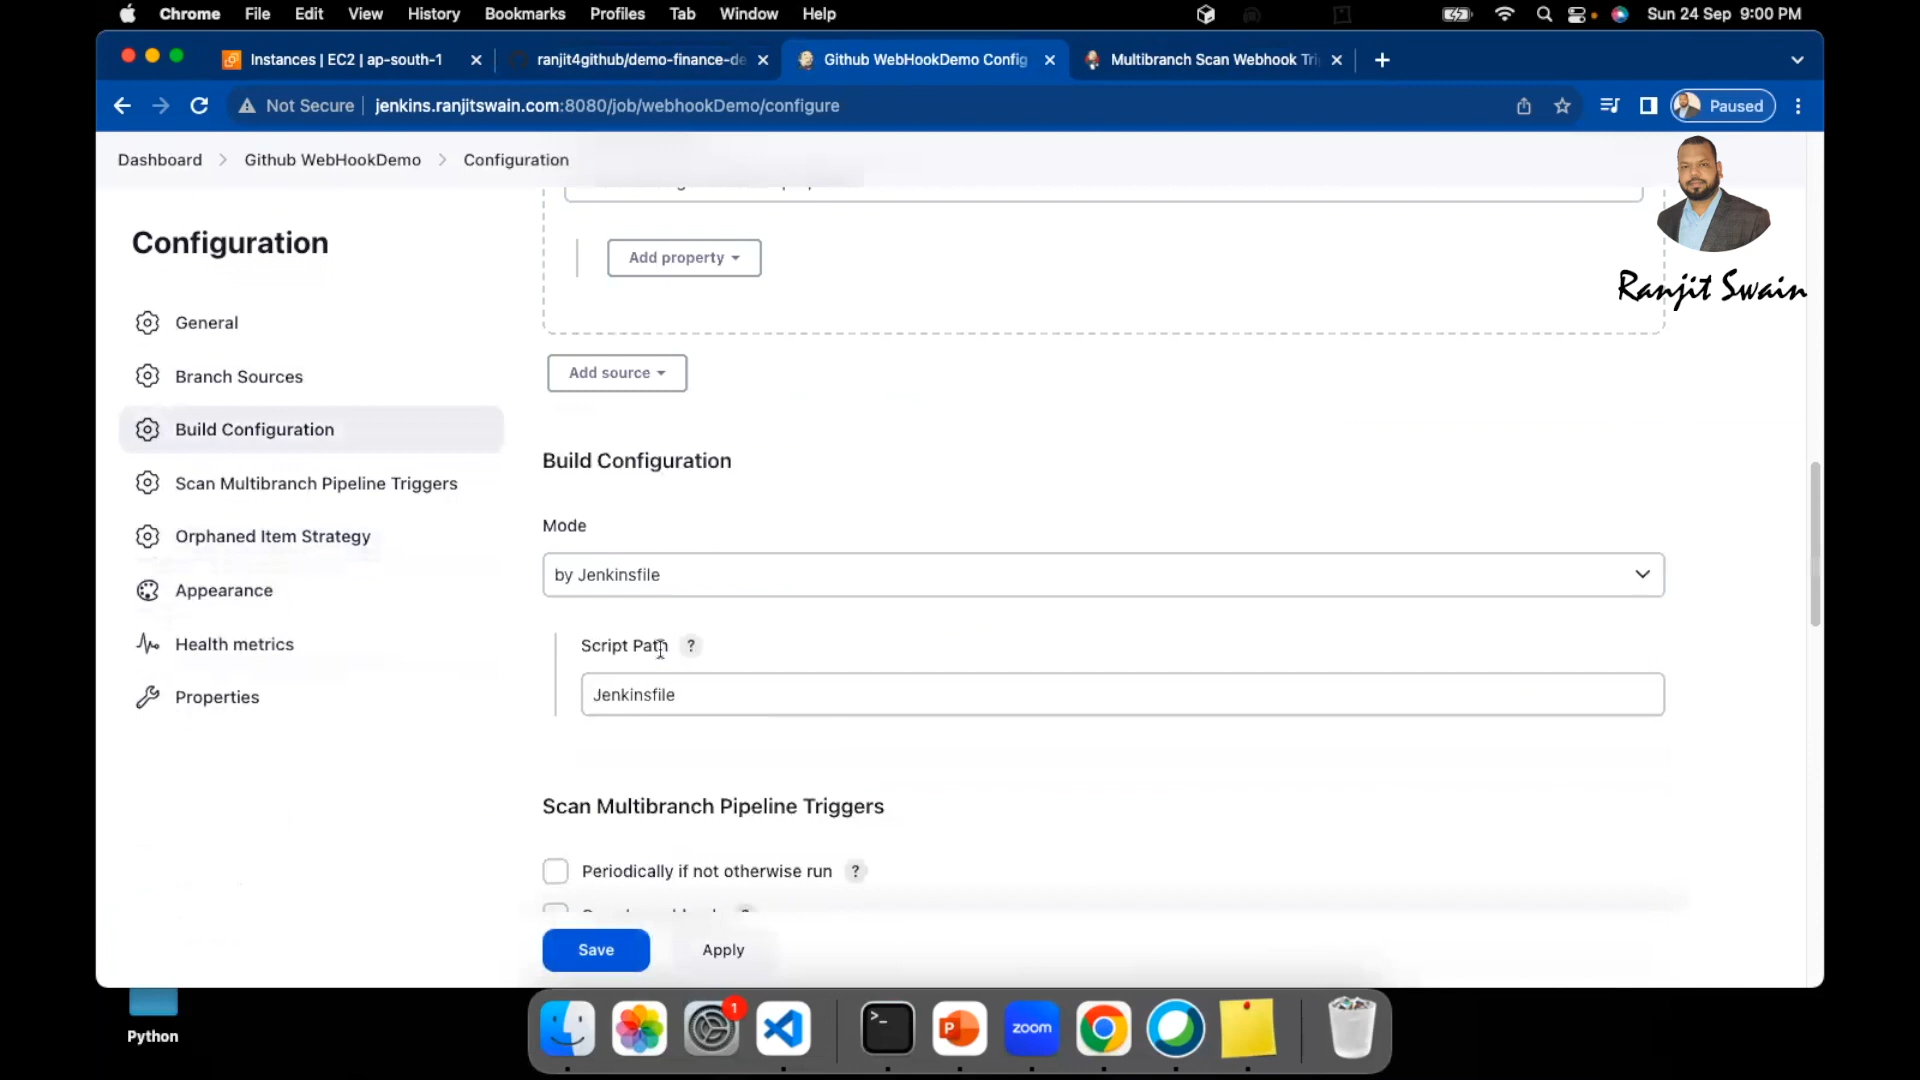 Chrome File Edit View History Bookmarks Profiles Tab Window Help Sun 24 Sep 9:00 PM
Instances | EC2 | ap-south-1 ranjit4github/demo-finance-de Github WebHookDemo Config Multibranch Scan Webhook Tri
Not Secure jenkins.ranjitswain.com:8080/job/webhookDemo/configure Paused
Dashboard Github WebHookDemo Configuration
Ranjit Swain
Configuration
General
Branch Sources
Build Configuration
Scan Multibranch Pipeline Triggers
Orphaned Item Strategy
Appearance
Health metrics
Properties
Add property
Add source
Build Configuration
Mode
by Jenkinsfile
Script Path ?
Jenkinsfile
Scan Multibranch Pipeline Triggers
Periodically if not otherwise run ?
Save Apply
Python
1
zoom